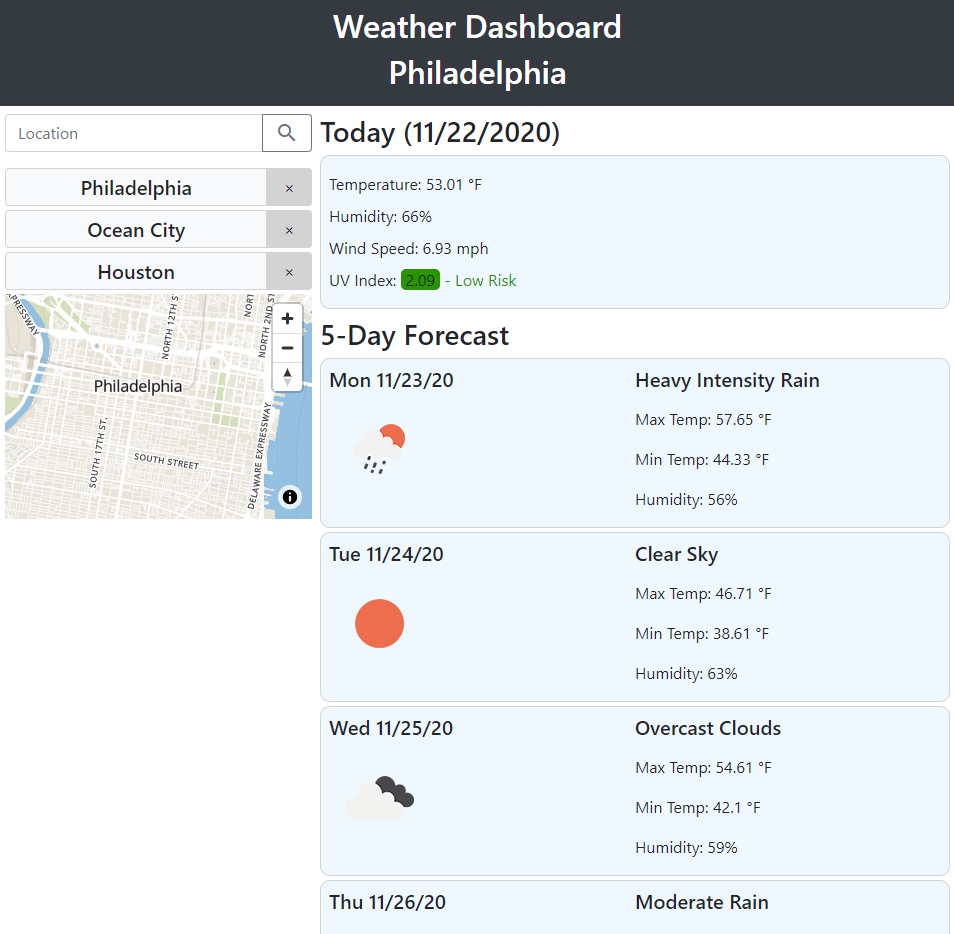 Weather Dashboard
Philadelphia
Location
Philadelphia ×
Ocean City ×
Houston ×
NORTH 12TH S
NORT
NORTH 2ND ST
PRESSWAY
Philadelphia
SOUTH 17TH ST.
SOUTH STREET
DELAWARE EXPRESSWAY
Today (11/22/2020)
Temperature: 53.01 °F
Humidity: 66%
Wind Speed: 6.93 mph
UV Index: 2.09 - Low Risk
5-Day Forecast
Mon 11/23/20
Heavy Intensity Rain
Max Temp: 57.65 °F
Min Temp: 44.33 °F
Humidity: 56%
Tue 11/24/20
Clear Sky
Max Temp: 46.71 °F
Min Temp: 38.61 °F
Humidity: 63%
Wed 11/25/20
Overcast Clouds
Max Temp: 54.61 °F
Min Temp: 42.1 °F
Humidity: 59%
Thu 11/26/20
Moderate Rain